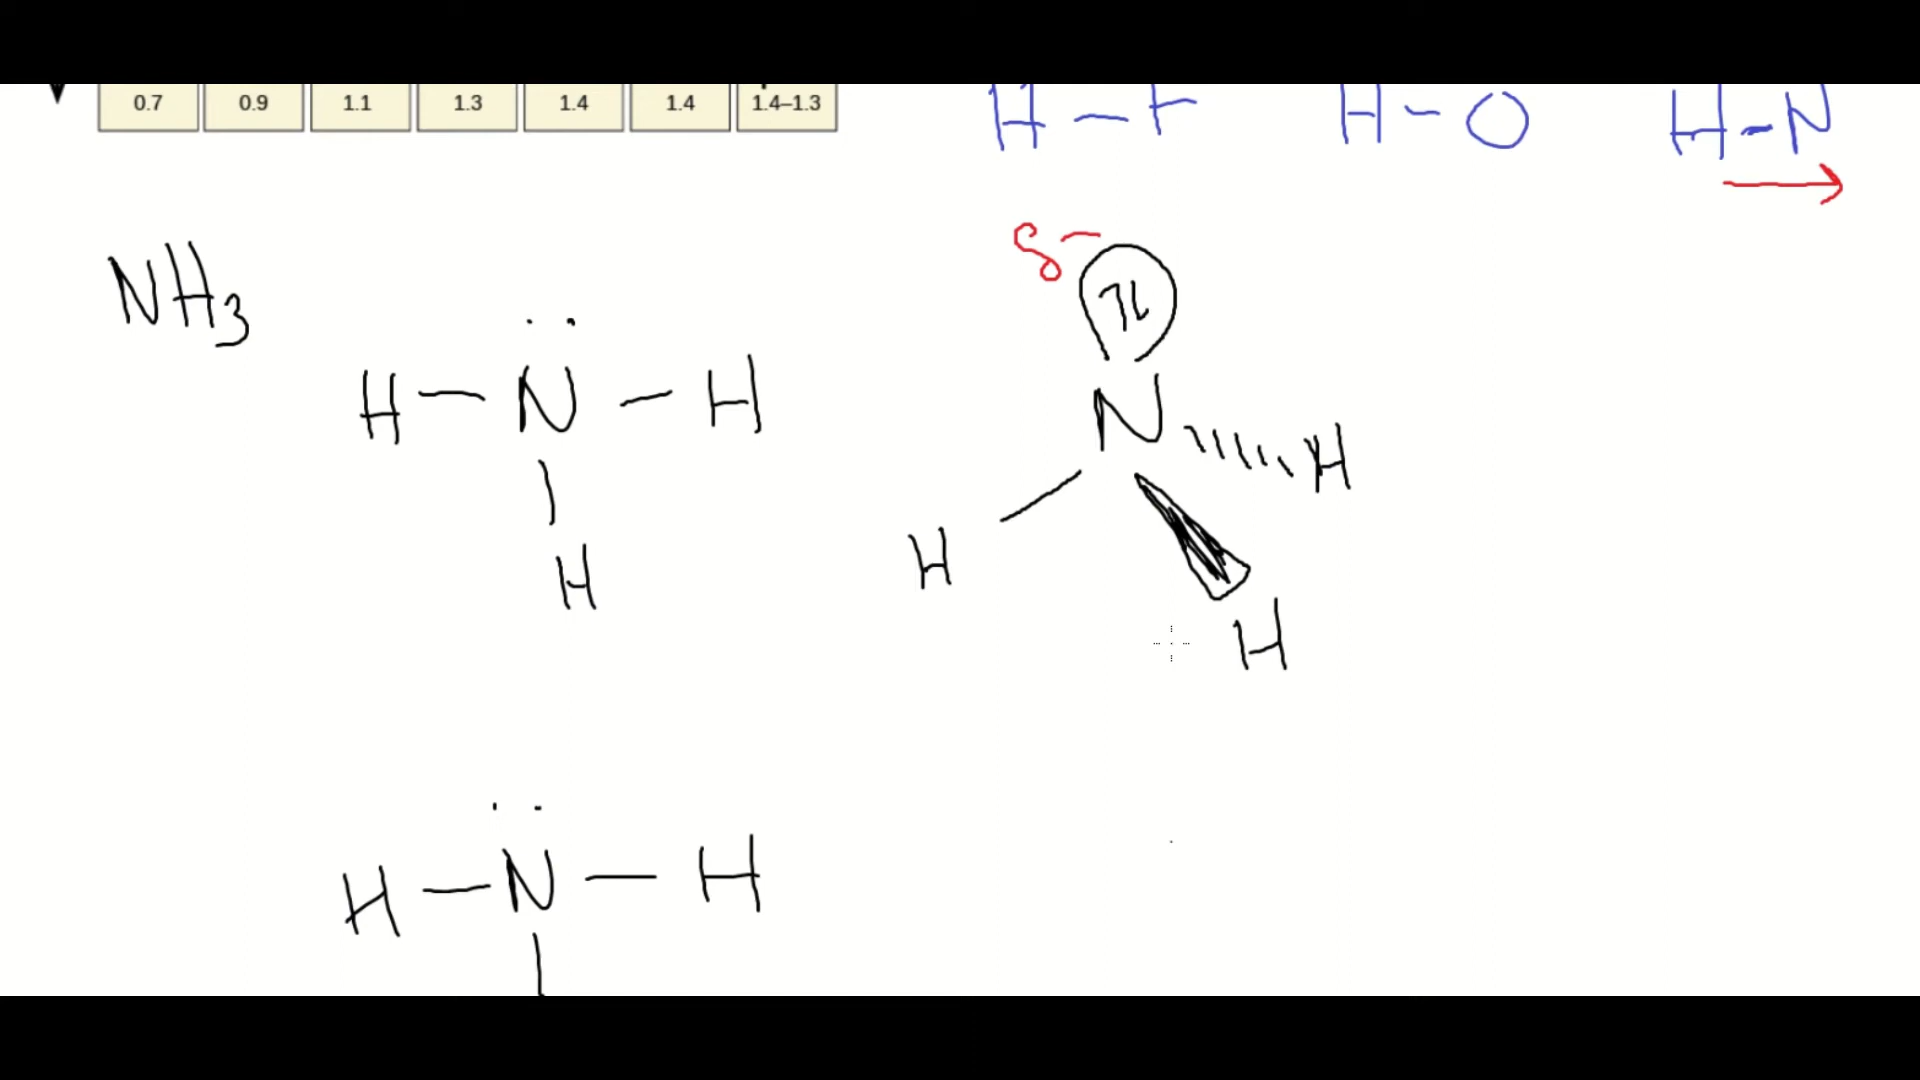 0.7 0.9 1.1 1.3 1.4 1.4 1.4–1.3
H – F H – O H – N
NH3
δ–
H – N – H
H
N
H
H
H
H – N – H